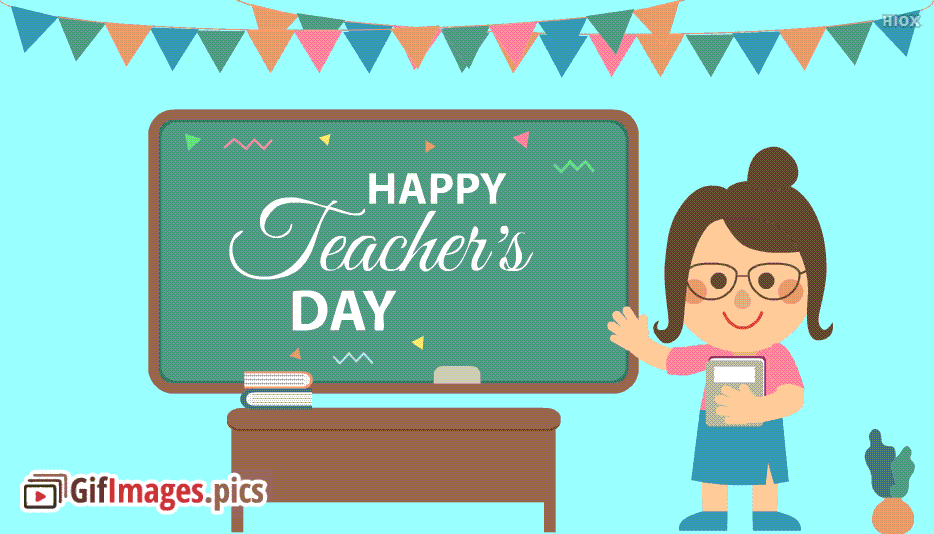 HIOX
HAPPY
Teacher's
DAY
GifImages.pics